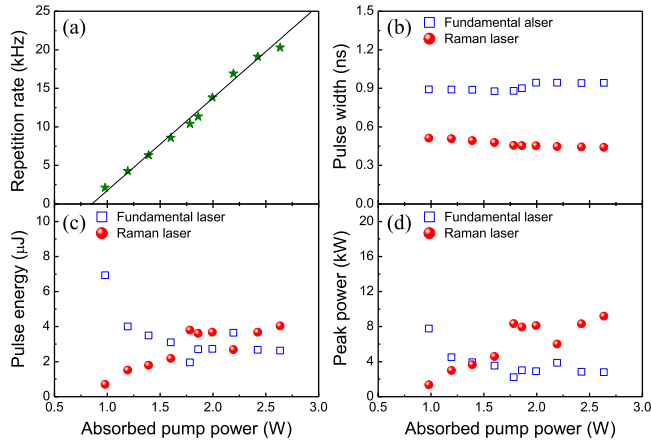 (a)
Repetition rate (kHz)
25
20
15
10
5
0
(b)
Fundamental alser
Raman laser
Pulse width (ns)
1.5
1.2
0.9
0.6
0.3
0.0
(c)
Fundamental laser
Raman laser
Pulse energy (μJ)
10
8
6
4
2
0
0.5 1.0 1.5 2.0 2.5 3.0
Absorbed pump power (W)
(d)
Fundamental laser
Raman laser
Peak power (kW)
20
16
12
8
4
0
0.5 1.0 1.5 2.0 2.5 3.0
Absorbed pump power (W)